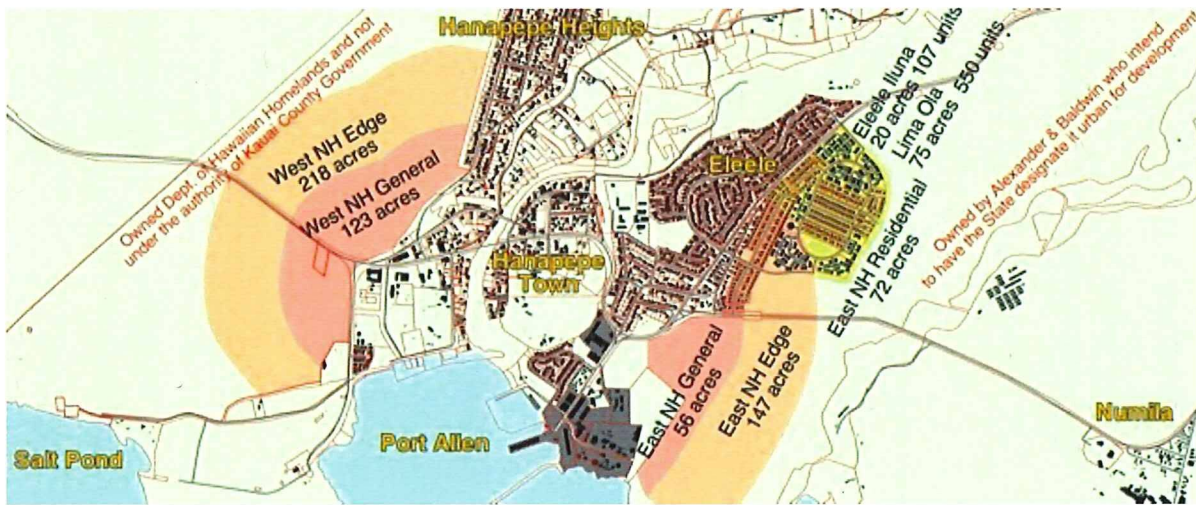 Hanapepe Heights
Owned Dept. of Hawaiian Homelands and not
under the authority of Kauai County Government
West NH Edge
218 acres
West NH General
123 acres
Eleele
Eleele Iluna
20 acres 107 units
Lima Ola
75 acres 550 units
East NH Residential
72 acres
Owned by Alexander & Baldwin who intend
to have the State designate it urban for development
Hanapepe
Town
East NH General
56 acres
East NH Edge
147 acres
Numila
Port Allen
Salt Pond